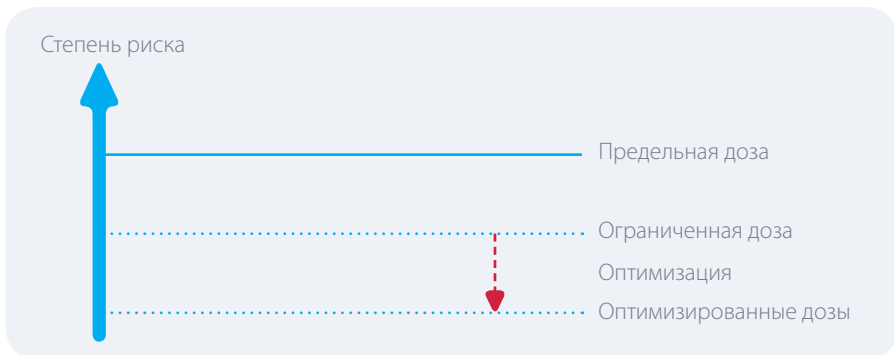 Степень риска
Предельная доза
Ограниченная доза
Оптимизация
Оптимизированные дозы